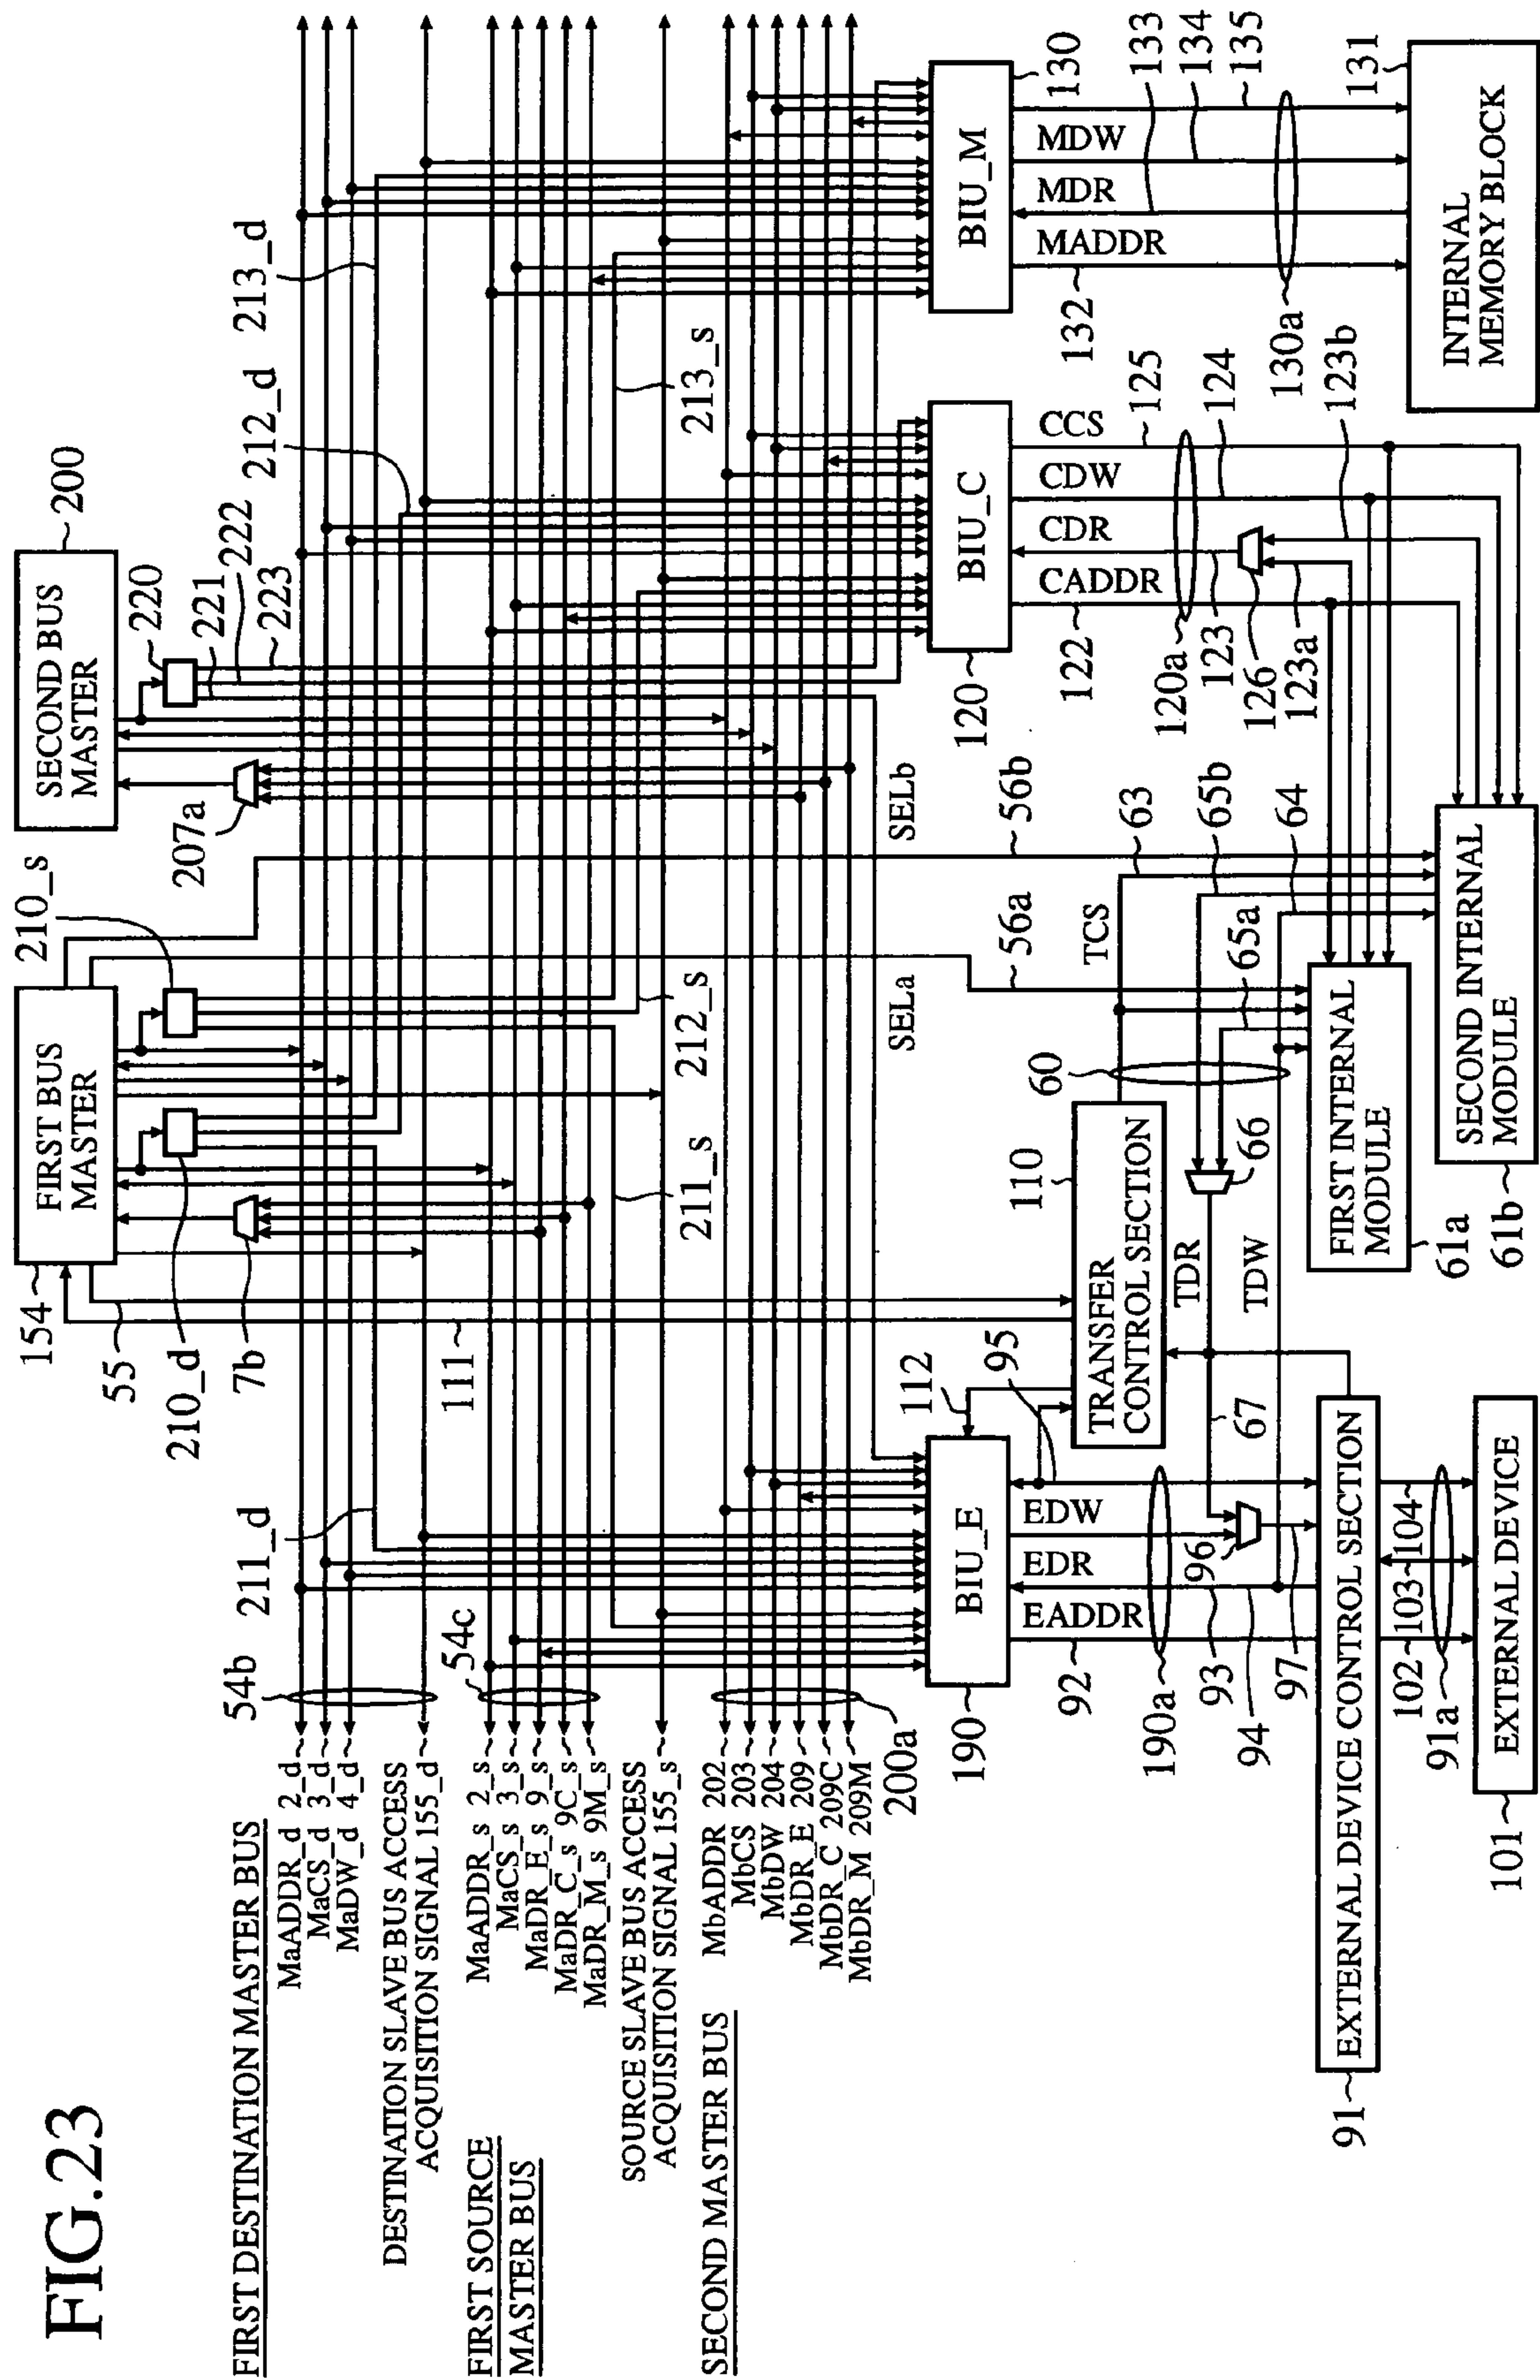 FIG.23
FIRST DESTINATION MASTER BUS
MaADDR_d 2_d
MaCS_d 3_d
MaDW_d 4_d
DESTINATION SLAVE BUS ACCESS
ACQUISITION SIGNAL 155_d
FIRST SOURCE
MASTER BUS
MaADDR_s 2_s
MaCS_s 3_s
MaDR_E_s 9_s
MaDR_C_s 9C_s
MaDR_M_s 9M_s
SOURCE SLAVE BUS ACCESS
ACQUISITION SIGNAL 155_s
SECOND MASTER BUS
MbADDR 202
MbCS 203
MbDW 204
MbDR_E 209
MbDR_C 209C
MbDR_M 209M
54b
54c
200a
154
FIRST BUS
MASTER
55
210_d
7b
111
210_s
SECOND BUS
MASTER
200
207a
220
221
222
223
211_d
212_d
213_d
211_s
212_s
213_s
SELa
SELb
190
BIU_E
112
95
EDW
EDR
EADDR
92
190a
93
94
96
97
67
TRANSFER
CONTROL SECTION
110
60
TCS
TDR
TDW
66
56a
56b
63
65a
65b
64
120
BIU_C
CCS
CDW
CDR
CADDR
122
120a
123
126
123a
125
124
123b
BIU_M
130
MDW
MDR
MADDR
132
130a
133
134
135
131
INTERNAL
MEMORY BLOCK
FIRST INTERNAL
MODULE
61a
SECOND INTERNAL
MODULE
61b
91
EXTERNAL DEVICE CONTROL SECTION
102
103
104
91a
101
EXTERNAL DEVICE